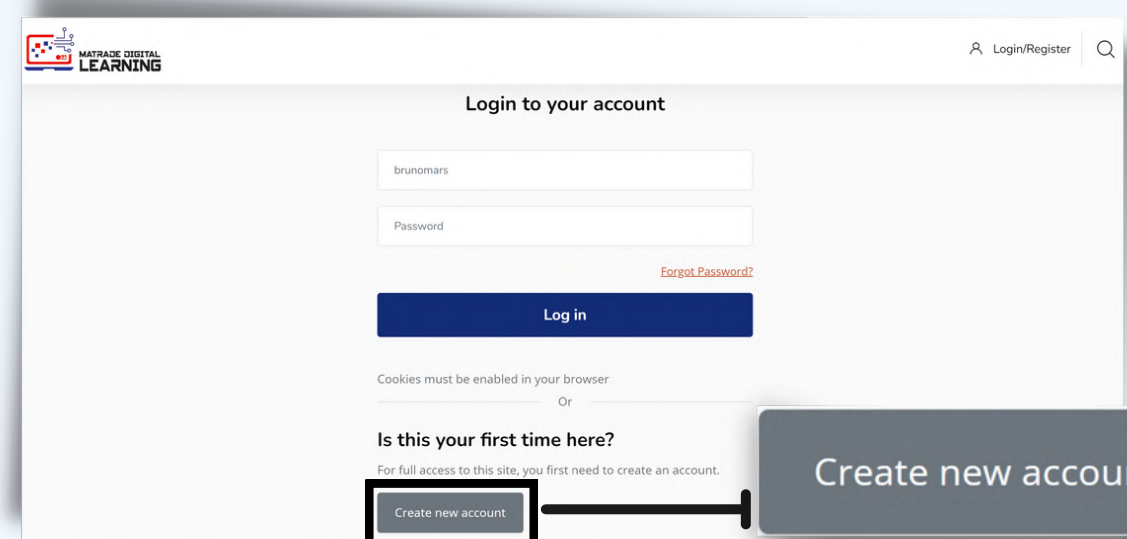 MATRADE DIGITAL
LEARNING
Login/Register
Login to your account
brunomars
Password
Forgot Password?
Log in
Cookies must be enabled in your browser
Or
Is this your first time here?
For full access to this site, you first need to create an account.
Create new account
Create new accou